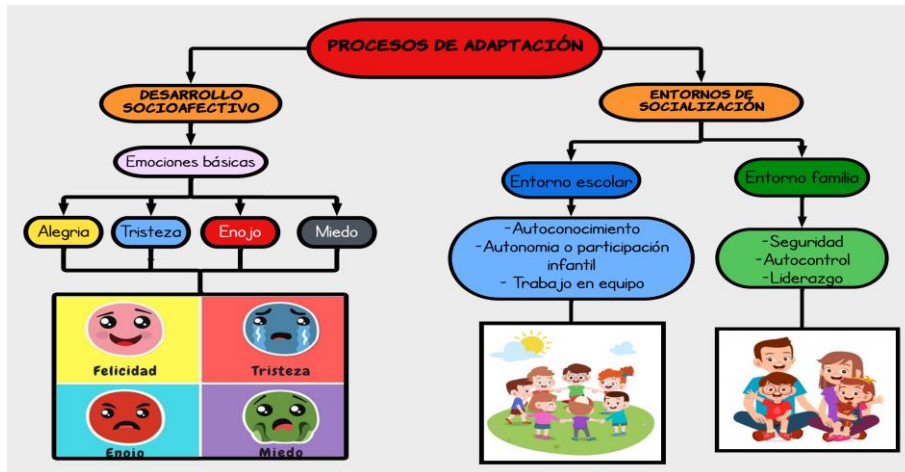 PROCESOS DE ADAPTACIÓN
DESARROLLO
SOCIOAFECTIVO
Emociones básicas
Alegria
Tristeza
Enojo
Miedo
Felicidad
Tristeza
Enojo
Miedo
ENTORNOS DE
SOCIALIZACIÓN
Entorno escolar
-Autoconocimiento
-Autonomia o participación
infantil
- Trabajo en equipo
Entorno familia
-Seguridad
-Autocontrol
-Liderazgo